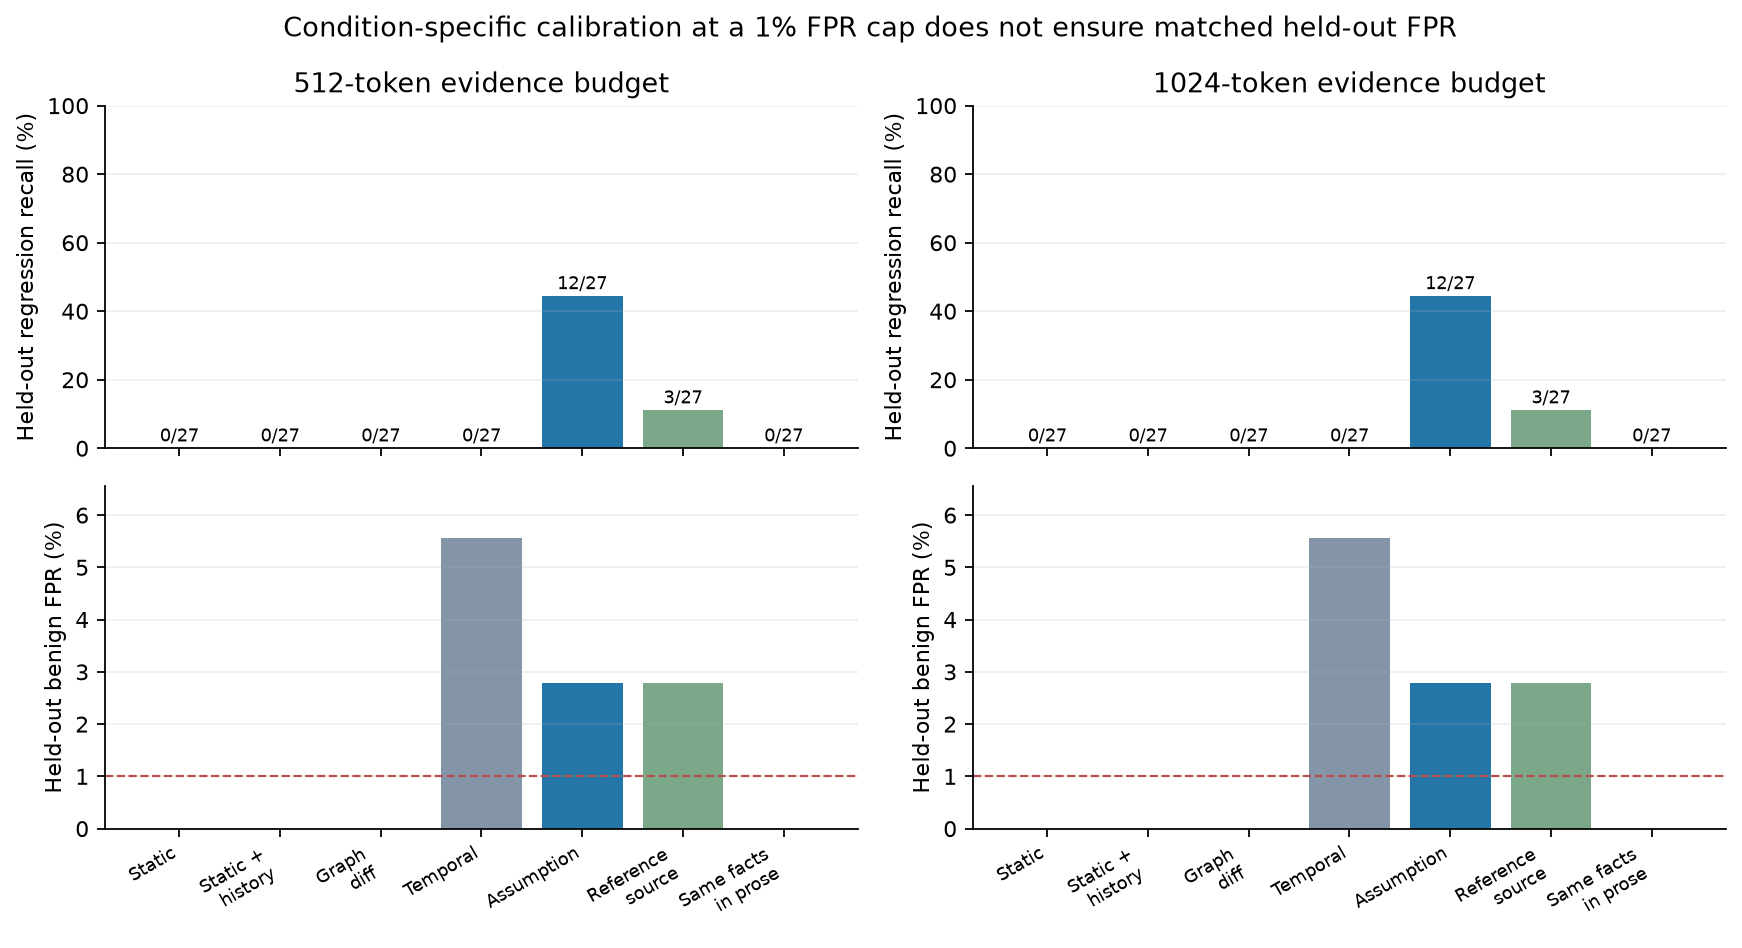 Condition-specific calibration at a 1% FPR cap does not ensure matched held-out FPR
512-token evidence budget
Held-out regression recall (%)
100
80
60
40
20
0
0/27
0/27
0/27
0/27
12/27
3/27
0/27
1024-token evidence budget
Held-out regression recall (%)
100
80
60
40
20
0
0/27
0/27
0/27
0/27
12/27
3/27
0/27
Held-out benign FPR (%)
6
5
4
3
2
1
0
Static
Static +
history
Graph
diff
Temporal
Assumption
Reference
source
Same facts
in prose
Held-out benign FPR (%)
6
5
4
3
2
1
0
Static
Static +
history
Graph
diff
Temporal
Assumption
Reference
source
Same facts
in prose